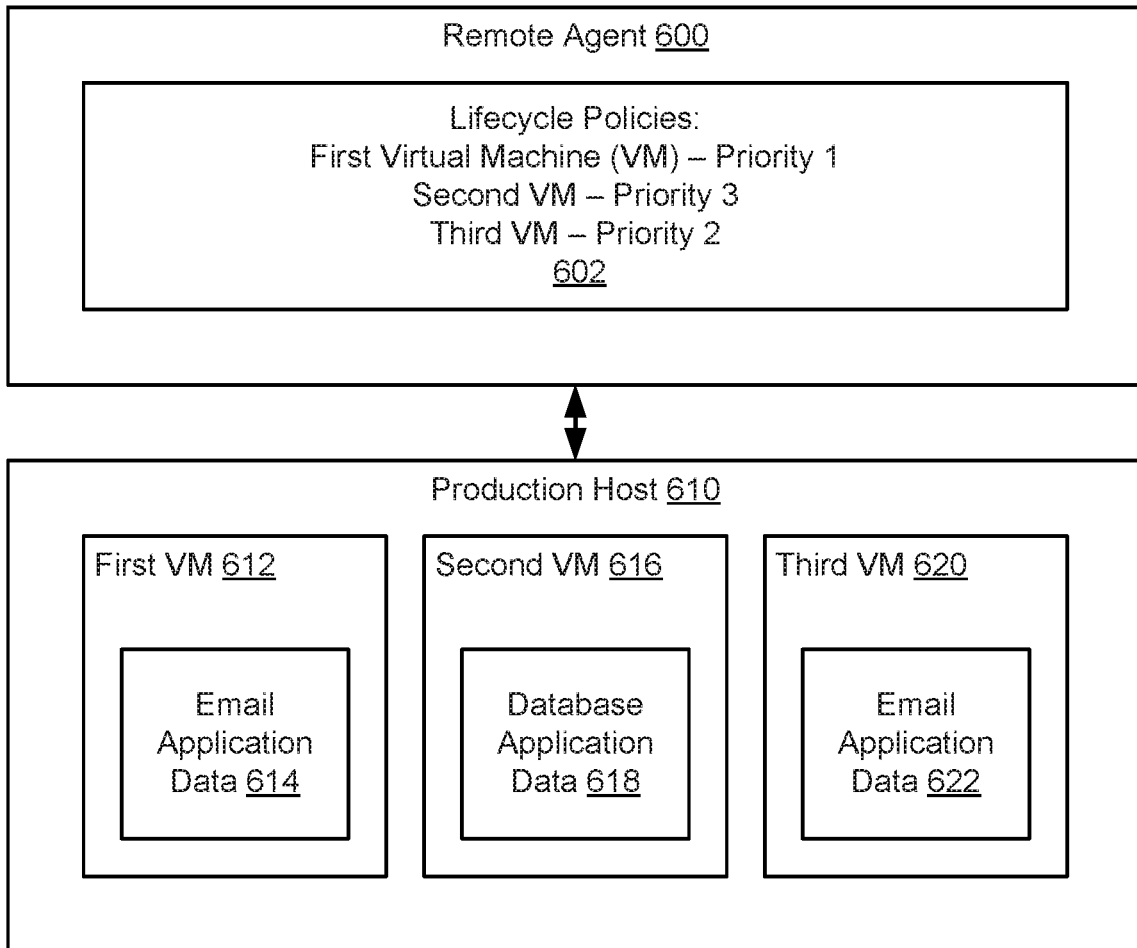 Remote Agent 600
Lifecycle Policies:
First Virtual Machine (VM) – Priority 1
Second VM – Priority 3
Third VM – Priority 2
602
Production Host 610
First VM 612
Email
Application
Data 614
Second VM 616
Database
Application
Data 618
Third VM 620
Email
Application
Data 622